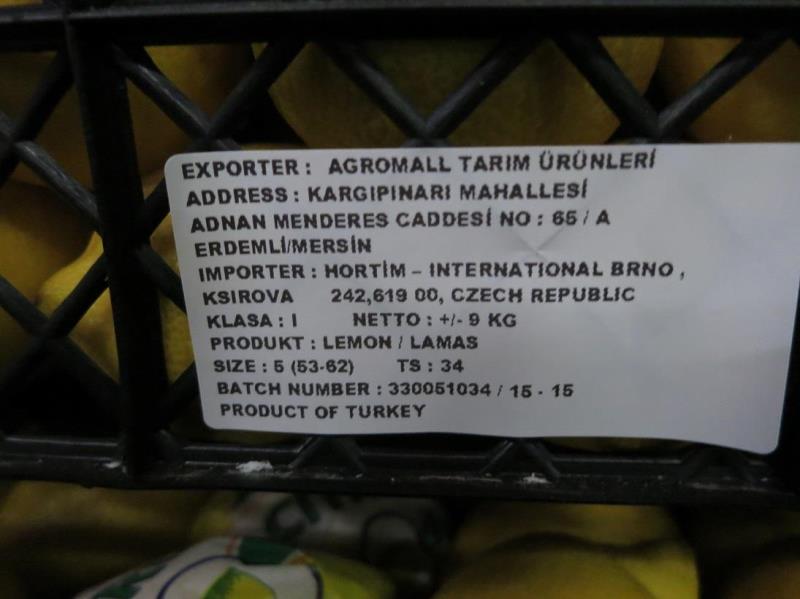 EXPORTER : AGROMALL TARIM ÜRÜNLERİ
ADDRESS : KARGIPINARI MAHALLESİ
ADNAN MENDERES CADDESİ NO : 65 / A
ERDEMLİ/MERSİN
IMPORTER : HORTİM – INTERNATIONAL BRNO ,
KSIROVA 242,619 00, CZECH REPUBLIC
KLASA : I NETTO : +/- 9 KG
PRODUKT : LEMON / LAMAS
SIZE : 5 (53-62) TS : 34
BATCH NUMBER : 330051034 / 15 - 15
PRODUCT OF TURKEY